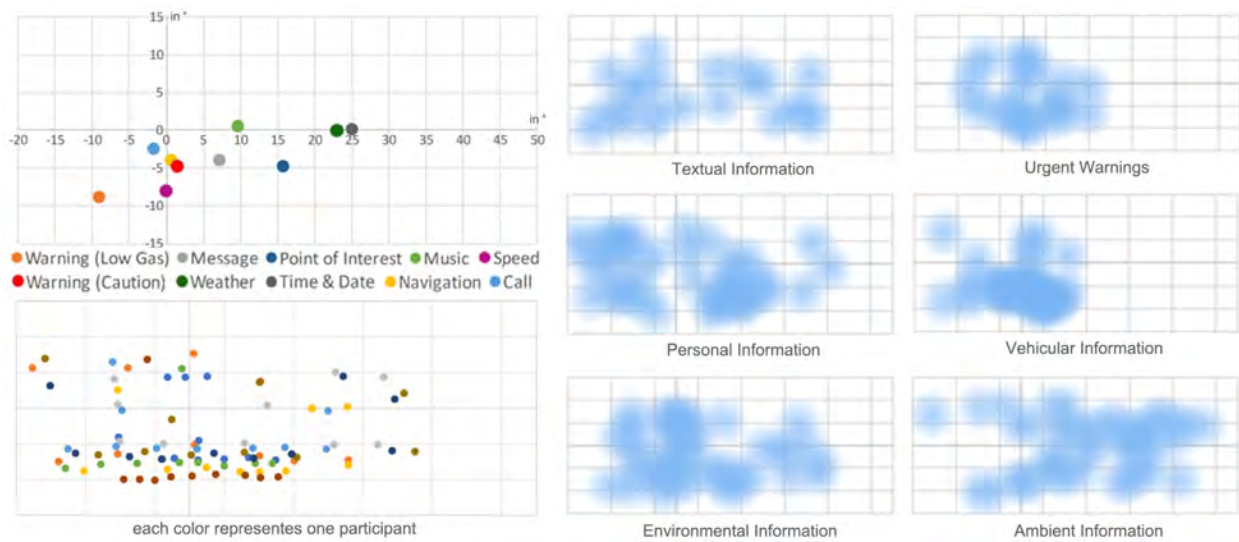 15 in °
10
5
0
-20 -15 -10 -5 0 5 10 15 20 25 30 35 40 45 50
in °
-5
-10
-15
Warning (Low Gas) Message Point of Interest Music Speed
Warning (Caution) Weather Time & Date Navigation Call
each color representes one participant
Textual Information
Urgent Warnings
Personal Information
Vehicular Information
Environmental Information
Ambient Information